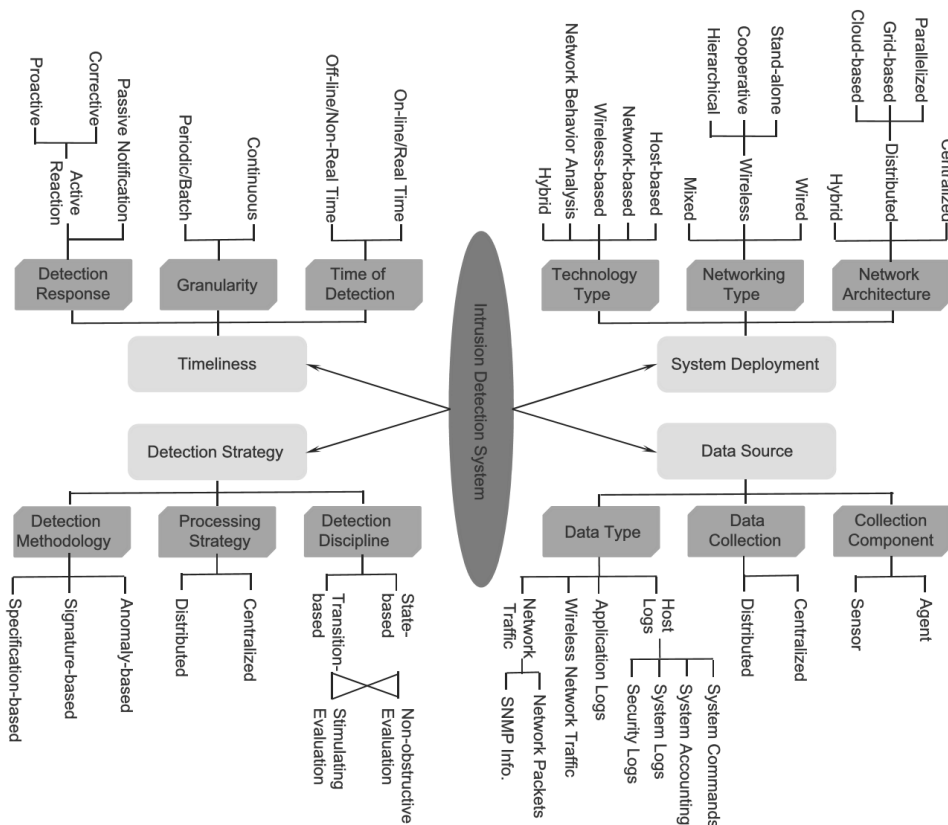 Proactive
Corrective
Passive Notification
Active
Reaction
Periodic/Batch
Continuous
Off-line/Non-Real Time
On-line/Real Time
Hybrid
Network Behavior Analysis
Wireless-based
Network-based
Host-based
Hierarchical
Cooperative
Stand-alone
Mixed
Wireless
Wired
Cloud-based
Grid-based
Parallelized
Hybrid
Distributed
Centralized
Detection
Response
Granularity
Time of
Detection
Technology
Type
Networking
Type
Network
Architecture
Timeliness
System Deployment
Intrusion Detection System
Detection Strategy
Data Source
Detection
Methodology
Processing
Strategy
Detection
Discipline
Data Type
Data
Collection
Collection
Component
Specification-based
Signature-based
Anomaly-based
Distributed
Centralized
Transition-
based
State-
based
Stimulating
Evaluation
Non-obstructive
Evaluation
Network
Traffic
Wireless Network Traffic
Application Logs
Host
Logs
SNMP Info.
Network Packets
Security Logs
System Logs
System Accounting
System Commands
Distributed
Centralized
Sensor
Agent